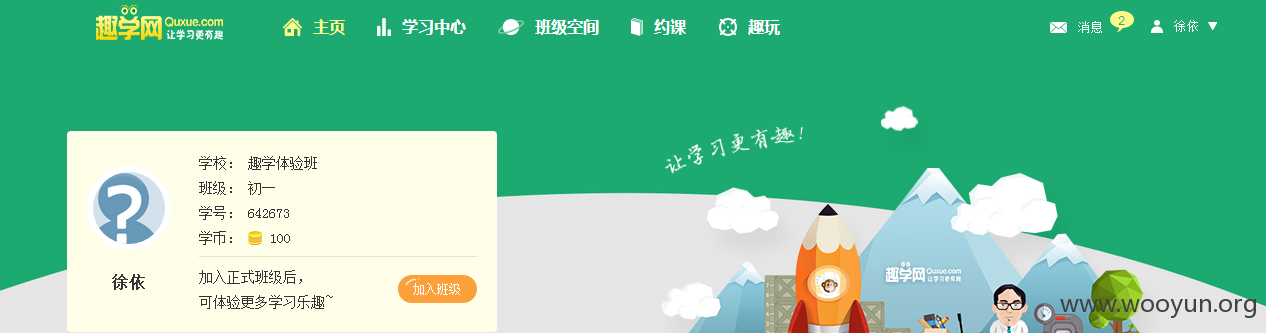 趣学网 Quxue.com 让学习更有趣 主页 学习中心 班级空间 约课 趣玩 消息 2 徐依 ▼
让学习更有趣!
学校： 趣学体验班
班级： 初一
学号： 642673
学币： 100
徐依
加入正式班级后，
可体验更多学习乐趣~
加入班级
趣学网 Quxue.com
让学习更有趣
www.wooyun.org